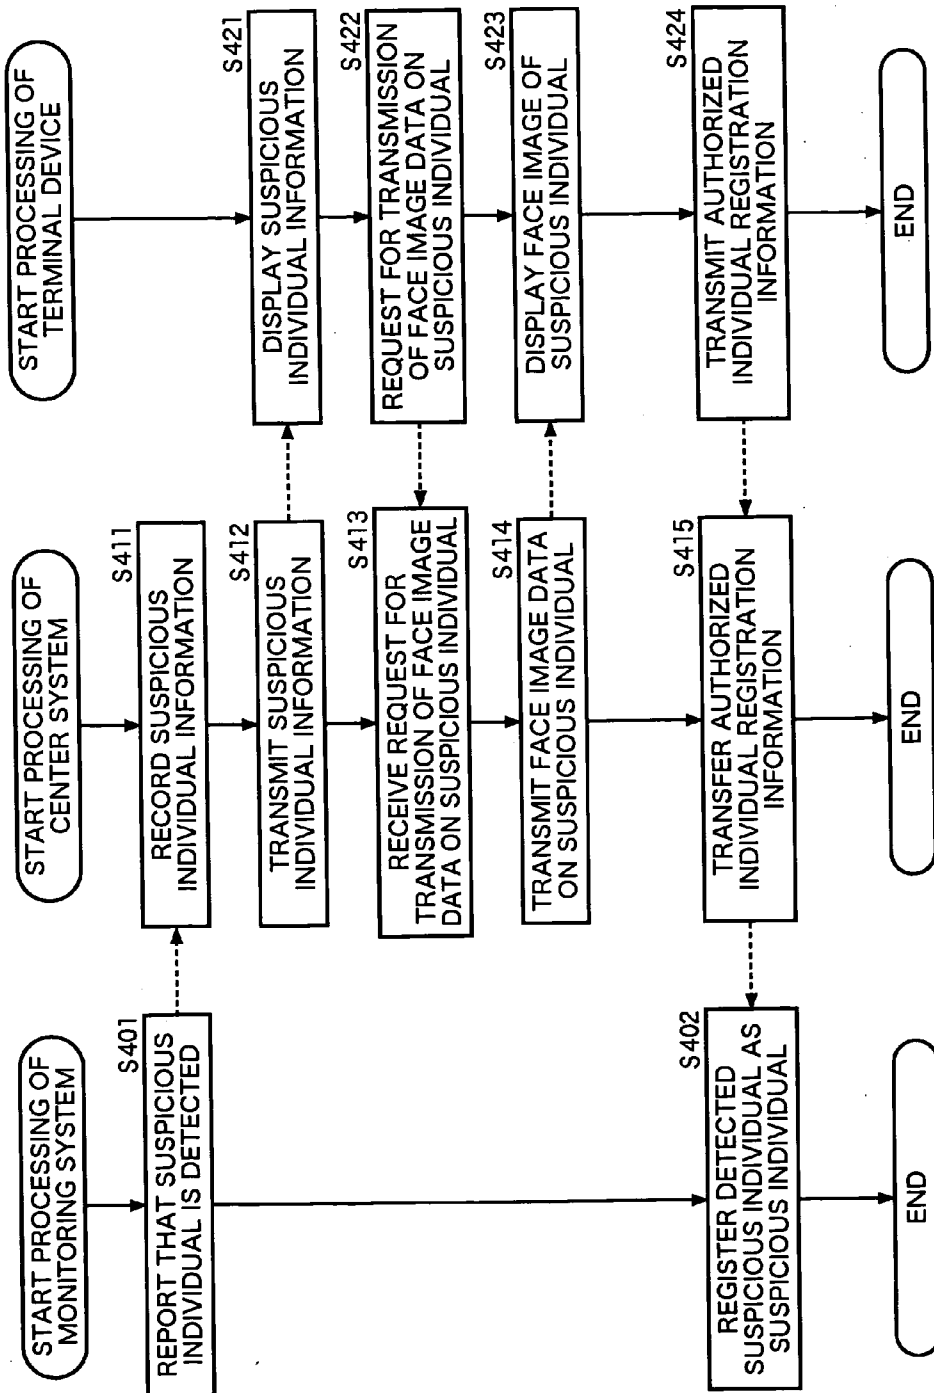 START PROCESSING OF
MONITORING SYSTEM
S401
REPORT THAT SUSPICIOUS
INDIVIDUAL IS DETECTED
S402
REGISTER DETECTED
SUSPICIOUS INDIVIDUAL AS
SUSPICIOUS INDIVIDUAL
END
START PROCESSING OF
CENTER SYSTEM
S411
RECORD SUSPICIOUS
INDIVIDUAL INFORMATION
S412
TRANSMIT SUSPICIOUS
INDIVIDUAL INFORMATION
S413
RECEIVE REQUEST FOR
TRANSMISSION OF FACE IMAGE
DATA ON SUSPICIOUS INDIVIDUAL
S414
TRANSMIT FACE IMAGE DATA
ON SUSPICIOUS INDIVIDUAL
S415
TRANSFER AUTHORIZED
INDIVIDUAL REGISTRATION
INFORMATION
END
START PROCESSING OF
TERMINAL DEVICE
S421
DISPLAY SUSPICIOUS
INDIVIDUAL INFORMATION
S422
REQUEST FOR TRANSMISSION
OF FACE IMAGE DATA ON
SUSPICIOUS INDIVIDUAL
S423
DISPLAY FACE IMAGE OF
SUSPICIOUS INDIVIDUAL
S424
TRANSMIT AUTHORIZED
INDIVIDUAL REGISTRATION
INFORMATION
END